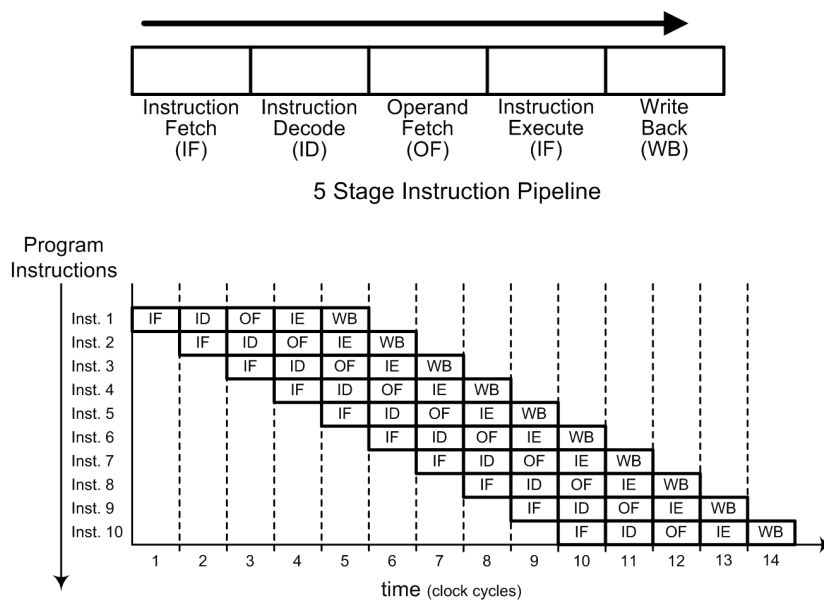 Instruction Fetch (IF)
Instruction Decode (ID)
Operand Fetch (OF)
Instruction Execute (IF)
Write Back (WB)
5 Stage Instruction Pipeline
Program
Instructions
Inst. 1 IF ID OF IE WB
Inst. 2 IF ID OF IE WB
Inst. 3 IF ID OF IE WB
Inst. 4 IF ID OF IE WB
Inst. 5 IF ID OF IE WB
Inst. 6 IF ID OF IE WB
Inst. 7 IF ID OF IE WB
Inst. 8 IF ID OF IE WB
Inst. 9 IF ID OF IE WB
Inst. 10 IF ID OF IE WB
1 2 3 4 5 6 7 8 9 10 11 12 13 14
time (clock cycles)